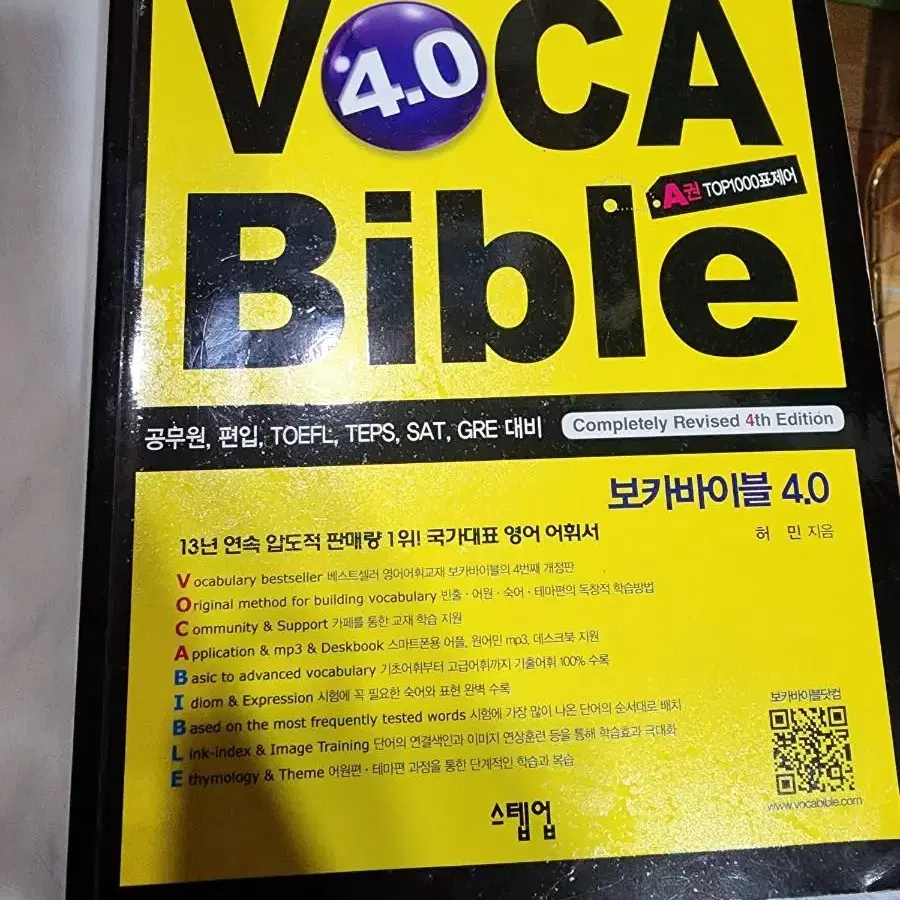 VOCA
4.0
A권 TOP1000표제어
Bible
공무원, 편입, TOEFL, TEPS, SAT, GRE 대비
Completely Revised 4th Edition
보카바이블 4.0
허 민 지음
13년 연속 압도적 판매량 1위! 국가대표 영어 어휘서
Vocabulary bestseller 베스트셀러 영어어휘교재 보카바이블의 4번째 개정판
Original method for building vocabulary 빈출·어원·숙어·테마편의 독창적 학습방법
Community & Support 카페를 통한 교재 학습 지원
Application & mp3 & Deskbook 스마트폰용 어플, 원어민 mp3, 데스크북 지원
Basic to advanced vocabulary 기초어휘부터 고급어휘까지 기출어휘 100% 수록
Idiom & Expression 시험에 꼭 필요한 숙어와 표현 완벽 수록
Based on the most frequently tested words 시험에 가장 많이 나온 단어의 순서대로 배치
Link-index & Image Training 단어의 연결색인과 이미지 연상훈련 등을 통해 학습효과 극대화
Ethymology & Theme 어원편·테마편 과정을 통한 단계적인 학습과 복습
보카바이블닷컴
www.vocabible.com
스텝업